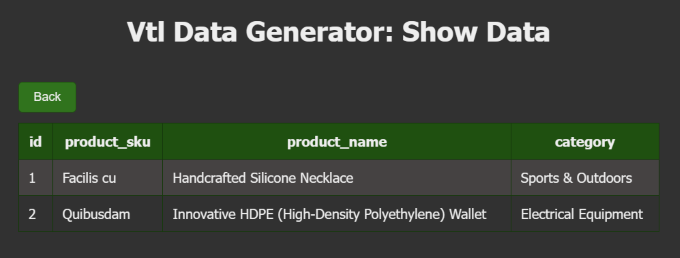 Vtl Data Generator: Show Data
Back
id product_sku product_name category
1 Facilis cu Handcrafted Silicone Necklace Sports & Outdoors
2 Quibusdam Innovative HDPE (High-Density Polyethylene) Wallet Electrical Equipment